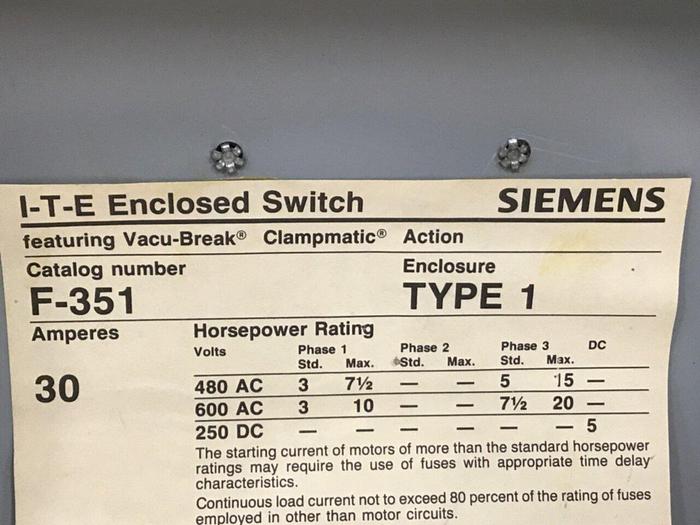 I-T-E Enclosed Switch SIEMENS
featuring Vacu-Break® Clampmatic® Action
Catalog number Enclosure
F-351 TYPE 1
Amperes Horsepower Rating
Volts Phase 1 Phase 2 Phase 3 DC
Std. Max. Std. Max. Std. Max.
30
480 AC 3 7½ — — 5 15 —
600 AC 3 10 — — 7½ 20 —
250 DC — — — — — — 5
The starting current of motors of more than the standard horsepower
ratings may require the use of fuses with appropriate time delay
characteristics.
Continuous load current not to exceed 80 percent of the rating of fuses
employed in other than motor circuits.